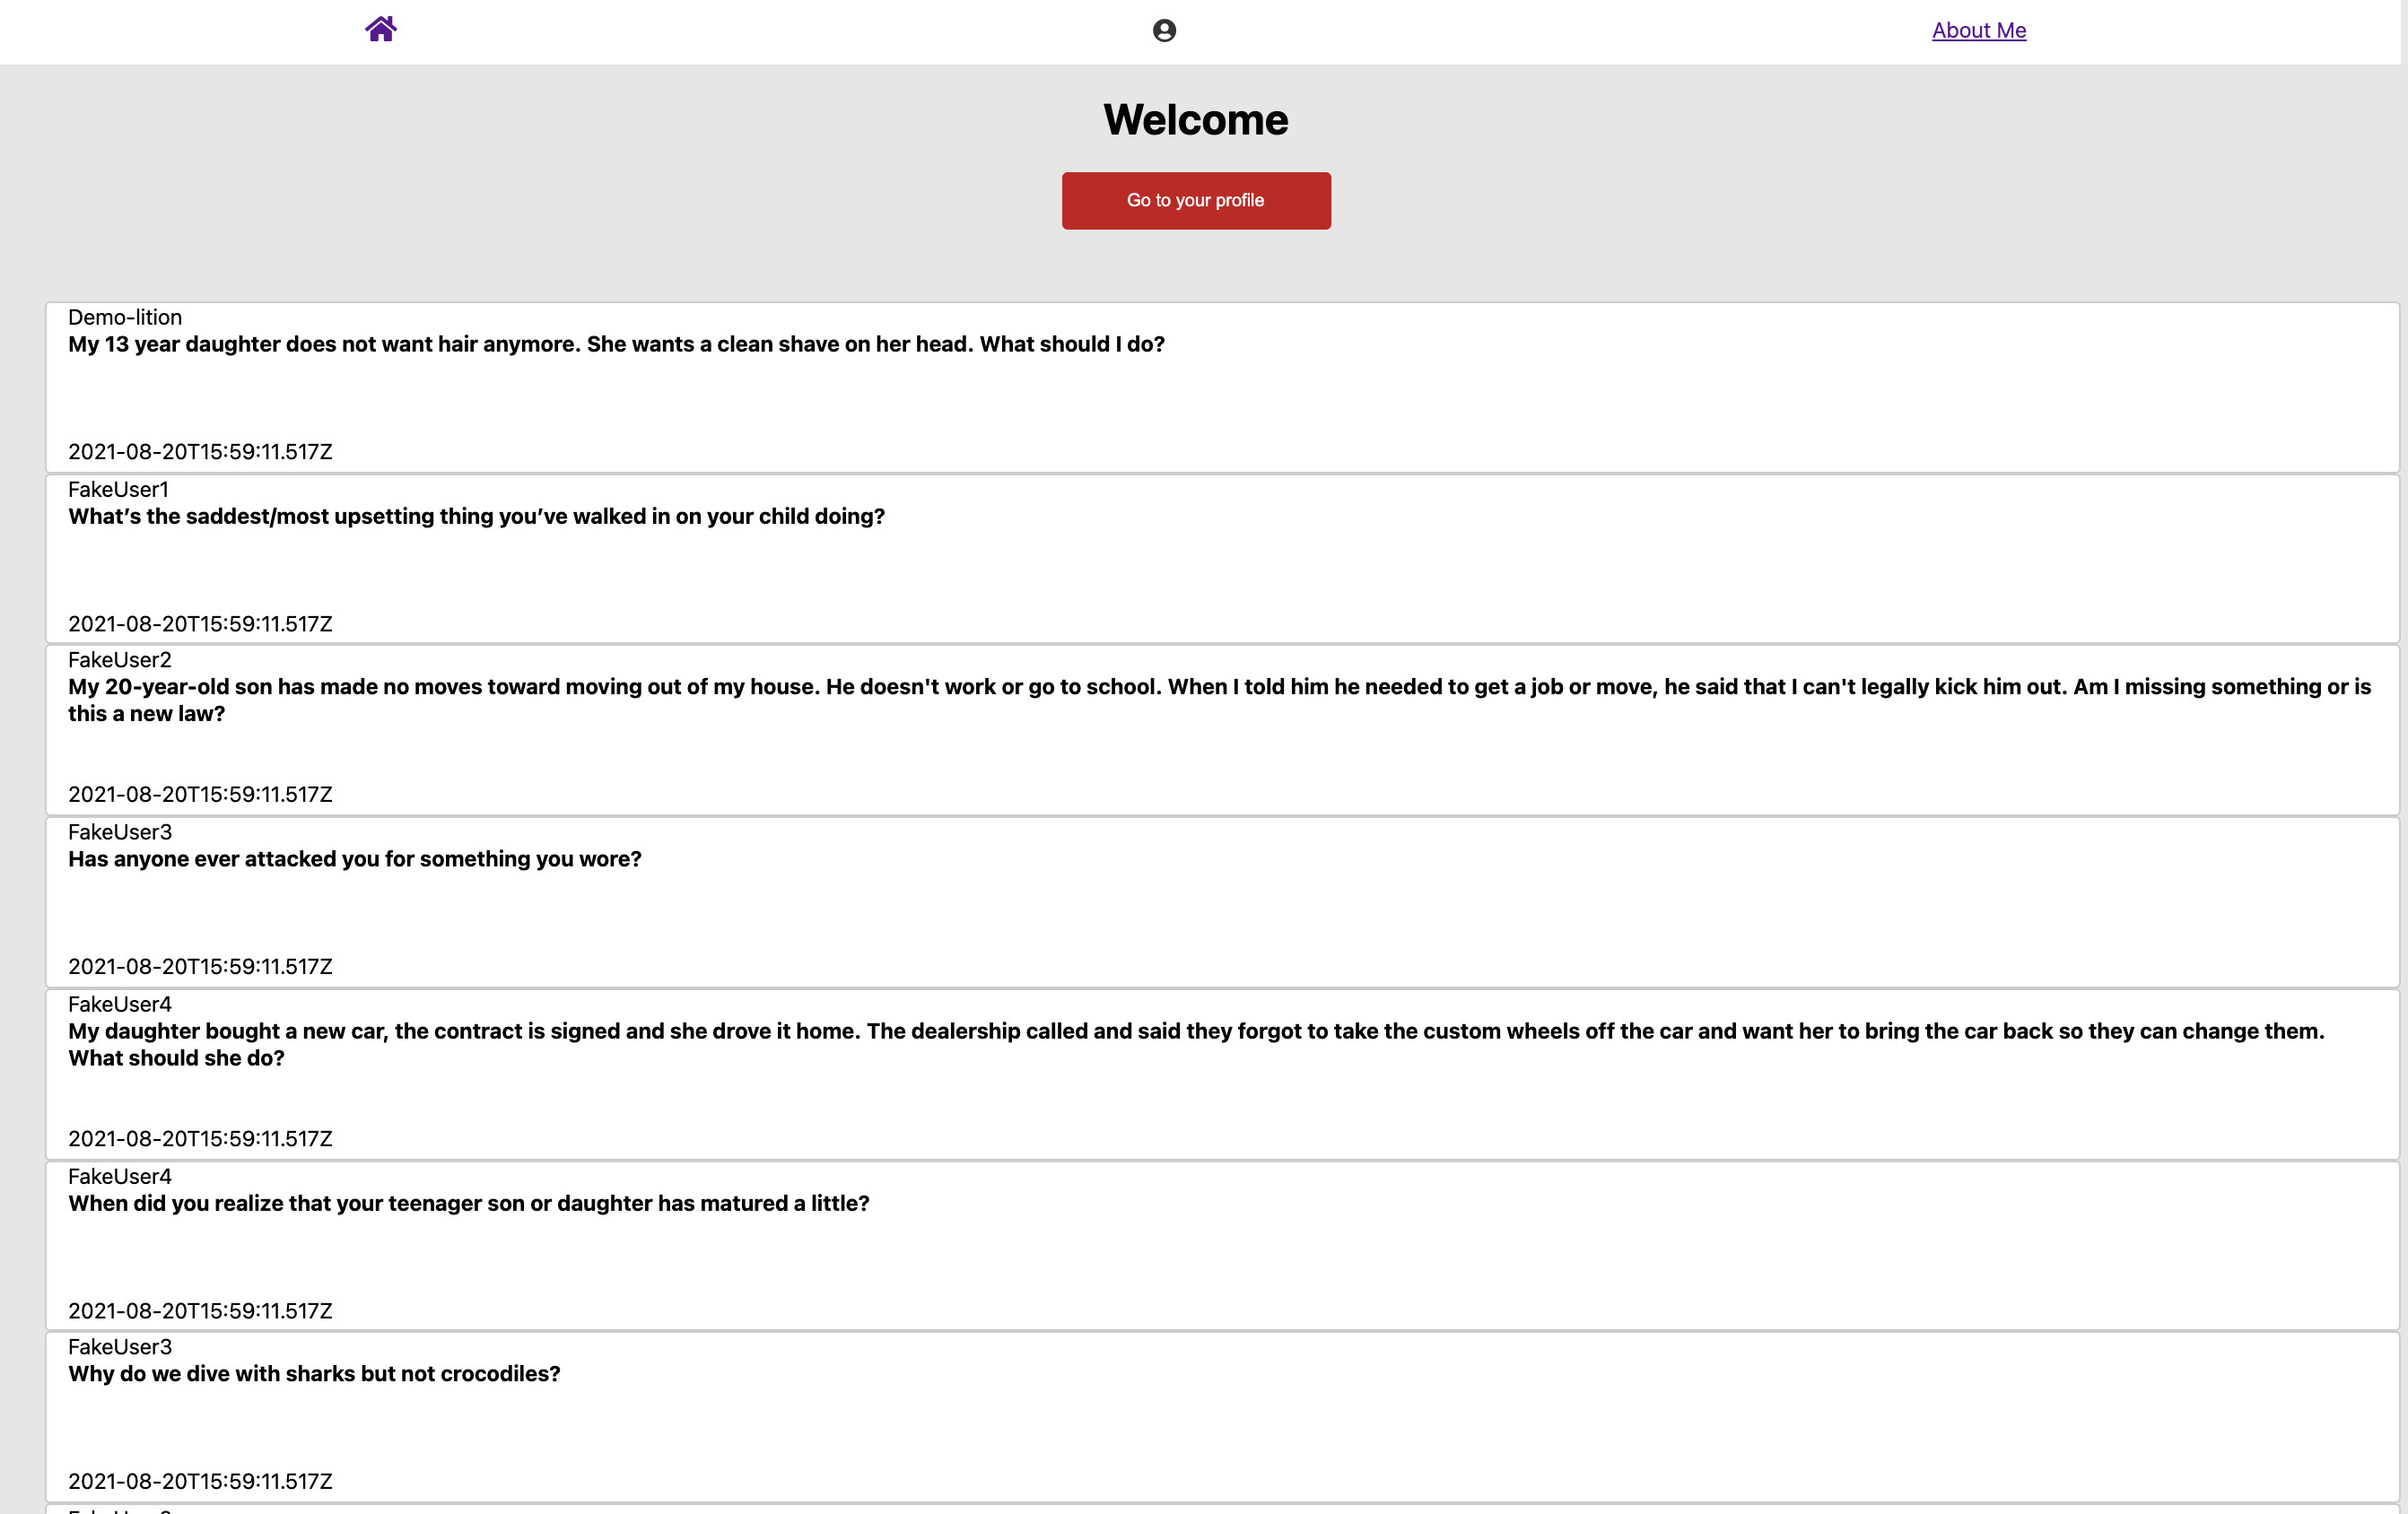 About Me
Welcome
Go to your profile
Demo-lition
My 13 year daughter does not want hair anymore. She wants a clean shave on her head. What should I do?
2021-08-20T15:59:11.517Z
FakeUser1
What’s the saddest/most upsetting thing you’ve walked in on your child doing?
2021-08-20T15:59:11.517Z
FakeUser2
My 20-year-old son has made no moves toward moving out of my house. He doesn't work or go to school. When I told him he needed to get a job or move, he said that I can't legally kick him out. Am I missing something or is
this a new law?
2021-08-20T15:59:11.517Z
FakeUser3
Has anyone ever attacked you for something you wore?
2021-08-20T15:59:11.517Z
FakeUser4
My daughter bought a new car, the contract is signed and she drove it home. The dealership called and said they forgot to take the custom wheels off the car and want her to bring the car back so they can change them.
What should she do?
2021-08-20T15:59:11.517Z
FakeUser4
When did you realize that your teenager son or daughter has matured a little?
2021-08-20T15:59:11.517Z
FakeUser3
Why do we dive with sharks but not crocodiles?
2021-08-20T15:59:11.517Z